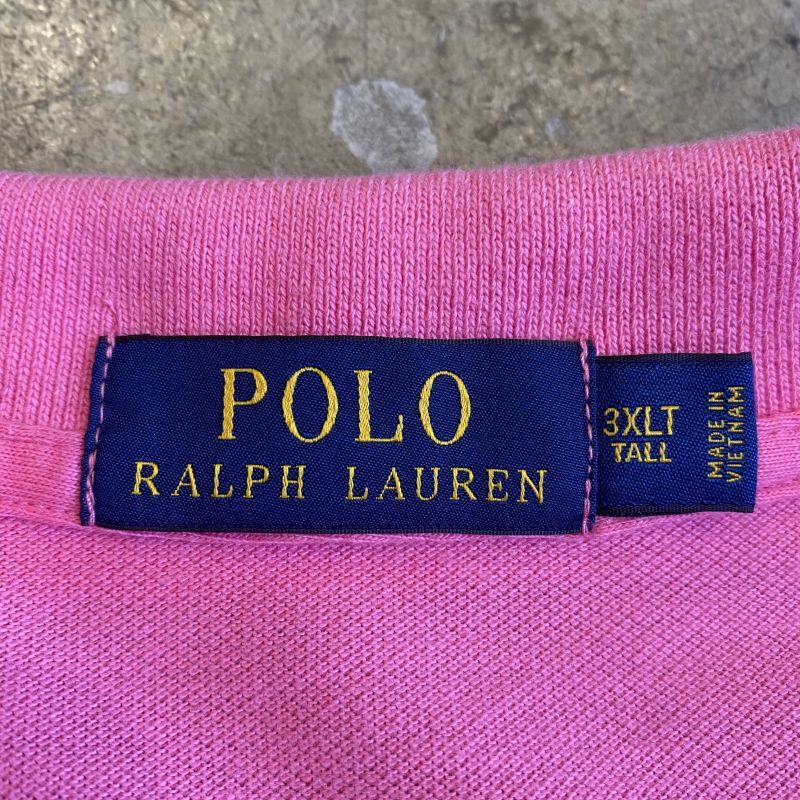 POLO
RALPH LAUREN
3XLT
TALL
MADE IN
VIETNAM